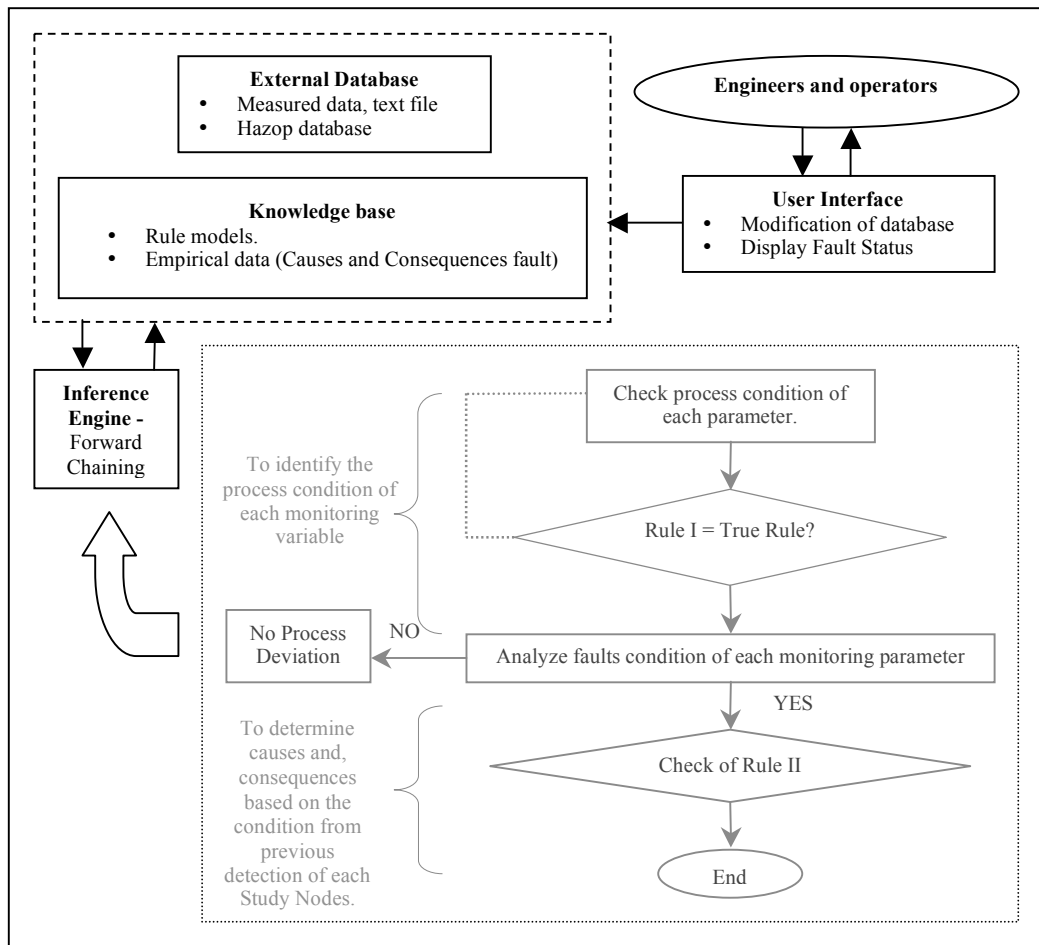 External Database
• Measured data, text file
• Hazop database
Engineers and operators
Knowledge base
• Rule models.
• Empirical data (Causes and Consequences fault)
User Interface
• Modification of database
• Display Fault Status
Inference
Engine -
Forward
Chaining
To identify the
process condition of
each monitoring
variable
Check process condition of
each parameter.
Rule I = True Rule?
No Process
Deviation
NO
Analyze faults condition of each monitoring parameter
YES
To determine
causes and,
consequences
based on the
condition from
previous
detection of each
Study Nodes.
Check of Rule II
End